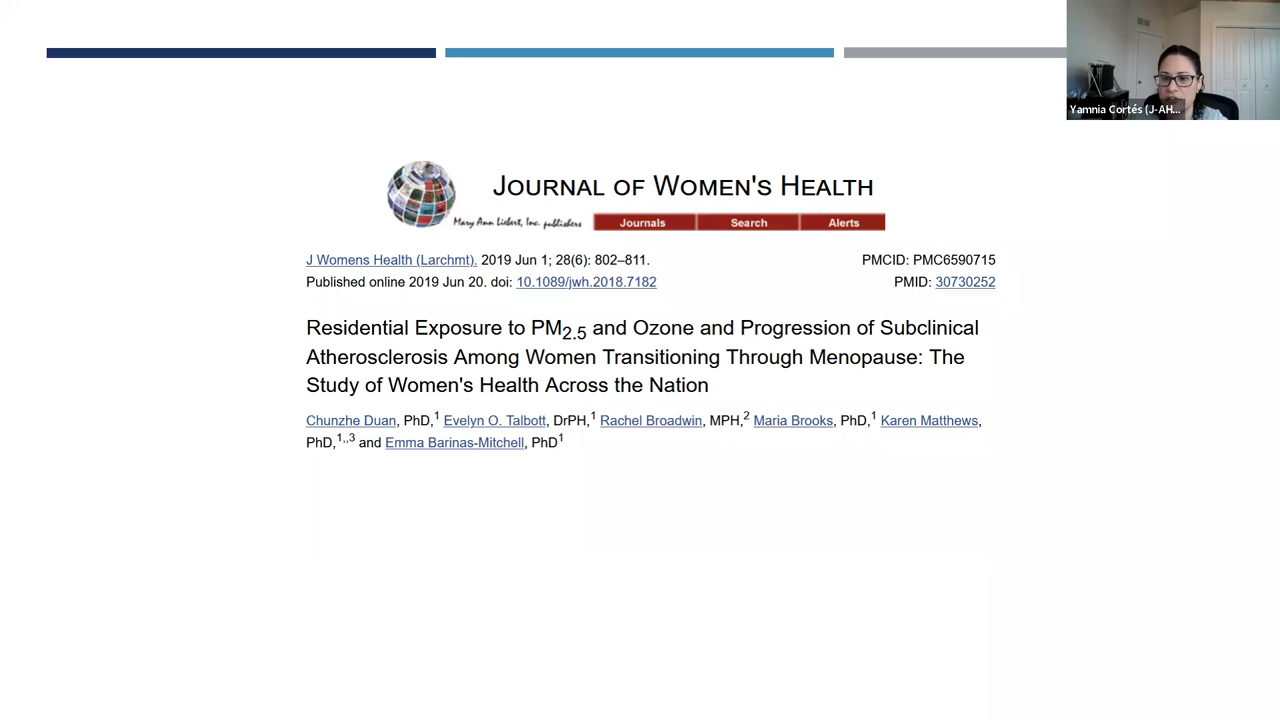 Yamnia Cortés (J-AH...
JOURNAL OF WOMEN'S HEALTH
Mary Ann Liebert, Inc. publishers
Journals Search Alerts
J Womens Health (Larchmt). 2019 Jun 1; 28(6): 802–811. PMCID: PMC6590715
Published online 2019 Jun 20. doi: 10.1089/jwh.2018.7182 PMID: 30730252
Residential Exposure to PM2.5 and Ozone and Progression of Subclinical
Atherosclerosis Among Women Transitioning Through Menopause: The
Study of Women's Health Across the Nation
Chunzhe Duan, PhD,1 Evelyn O. Talbott, DrPH,1 Rachel Broadwin, MPH,2 Maria Brooks, PhD,1 Karen Matthews,
PhD,1,,3 and Emma Barinas-Mitchell, PhD1